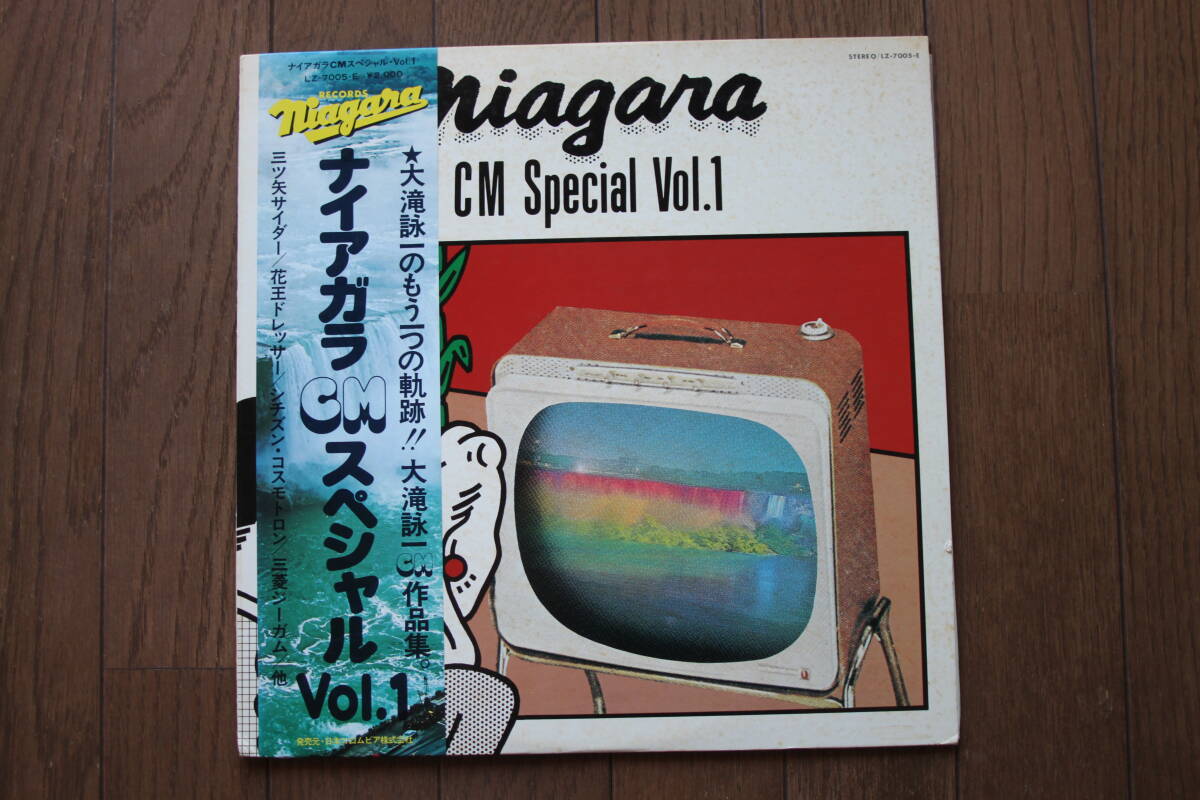 ナイアガラCMスペシャル・Vol.1
LZ-7005-E ¥2,000
RECORDS
Niagara
★大滝詠一のもう一つの軌跡!!大滝詠一CM作品集。
ナイアガラCMスペシャル Vol.1
三ツ矢サイダー/花王ドレッサー/シチズン・コスモトロン/三菱ジーガム 他
発売元・日本コロムビア株式会社
STEREO/LZ-7005-E
niagara
CM Special Vol.1